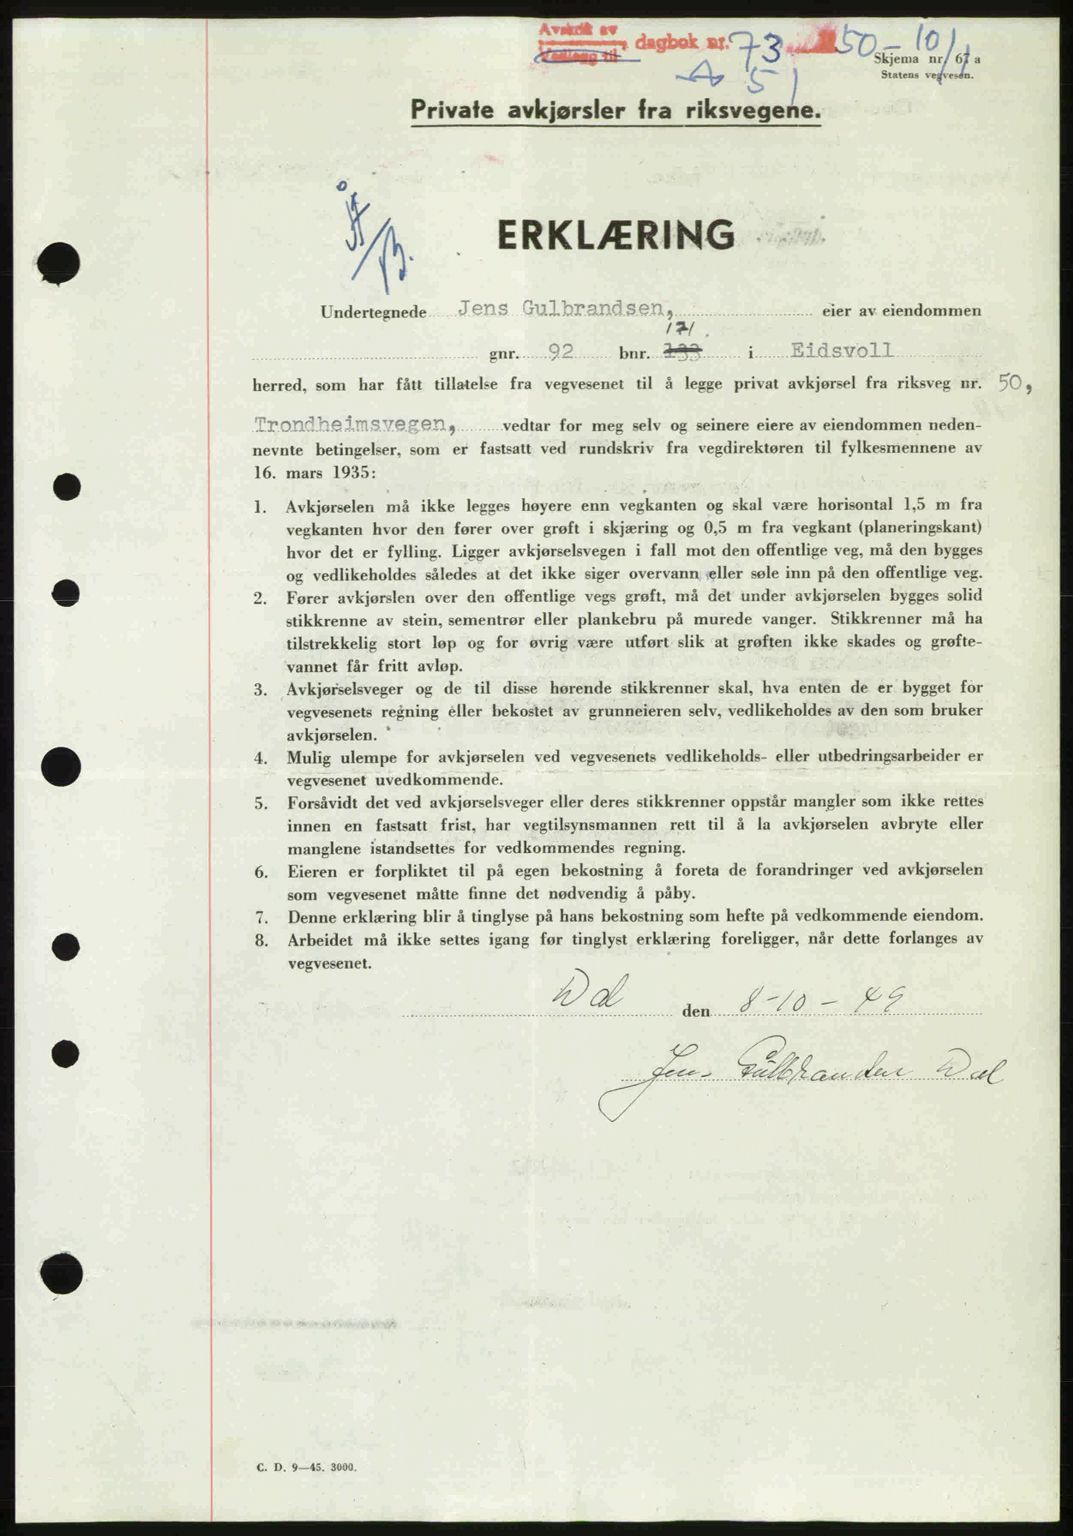 Avskrift av
Vedlegg til dagbok nr. 73 50 - 10/1
Skjema nr. 67 a
Statens vegvesen.
A 51
Private avkjørsler fra riksvegene.
ERKLÆRING
Undertegnede Jens Gulbrandsen, eier av eiendommen
171
gnr. 92 bnr. 133 i Eidsvoll
herred, som har fått tillatelse fra vegvesenet til å legge privat avkjørsel fra riksveg nr. 50,
Trondheimsvegen, vedtar for meg selv og seinere eiere av eiendommen neden-
nevnte betingelser, som er fastsatt ved rundskriv fra vegdirektøren til fylkesmennene av
16. mars 1935:
1. Avkjørselen må ikke legges høyere enn vegkanten og skal være horisontal 1,5 m fra
vegkanten hvor den fører over grøft i skjæring og 0,5 m fra vegkant (planeringskant)
hvor det er fylling. Ligger avkjørselsvegen i fall mot den offentlige veg, må den bygges
og vedlikeholdes således at det ikke siger overvann eller søle inn på den offentlige veg.
2. Fører avkjørslen over den offentlige vegs grøft, må det under avkjørselen bygges solid
stikkrenne av stein, sementrør eller plankebru på murede vanger. Stikkrenner må ha
tilstrekkelig stort løp og for øvrig være utført slik at grøften ikke skades og grøfte-
vannet får fritt avløp.
3. Avkjørselsveger og de til disse hørende stikkrenner skal, hva enten de er bygget for
vegvesenets regning eller bekostet av grunneieren selv, vedlikeholdes av den som bruker
avkjørselen.
4. Mulig ulempe for avkjørselen ved vegvesenets vedlikeholds- eller utbedringsarbeider er
vegvesenet uvedkommende.
5. Forsåvidt det ved avkjørselsveger eller deres stikkrenner oppstår mangler som ikke rettes
innen en fastsatt frist, har vegtilsynsmannen rett til å la avkjørselen avbryte eller
manglene istandsettes for vedkommendes regning.
6. Eieren er forpliktet til på egen bekostning å foreta de forandringer ved avkjørselen
som vegvesenet måtte finne det nødvendig å påby.
7. Denne erklæring blir å tinglyse på hans bekostning som hefte på vedkommende eiendom.
8. Arbeidet må ikke settes igang før tinglyst erklæring foreligger, når dette forlanges av
vegvesenet.
Dal den 8-10-49
Jens Gulbrandsen Dal
C. D. 9—45. 3000.